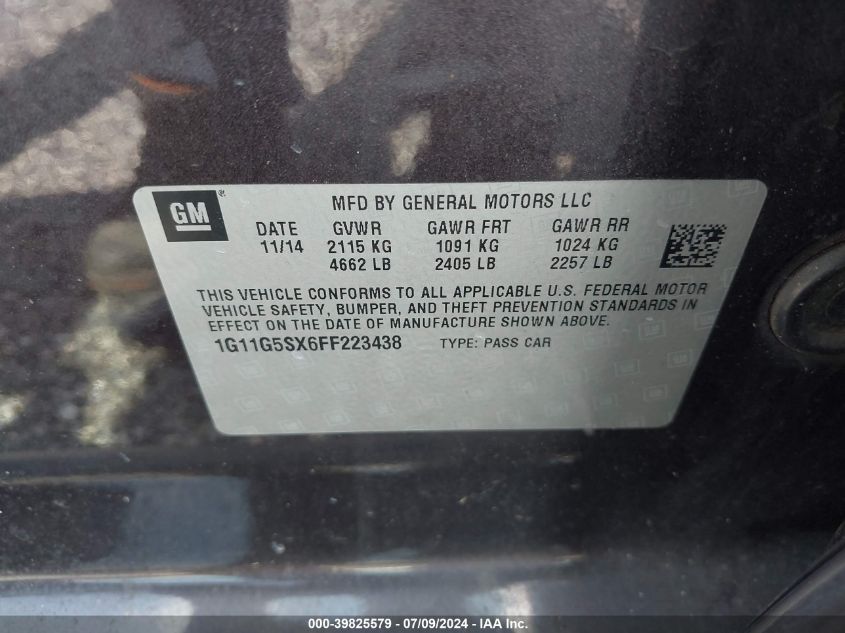 GM®
MFD BY GENERAL MOTORS LLC
DATE GVWR GAWR FRT GAWR RR
11/14 2115 KG 1091 KG 1024 KG
4662 LB 2405 LB 2257 LB
THIS VEHICLE CONFORMS TO ALL APPLICABLE U.S. FEDERAL MOTOR
VEHICLE SAFETY, BUMPER, AND THEFT PREVENTION STANDARDS IN
EFFECT ON THE DATE OF MANUFACTURE SHOWN ABOVE.
1G11G5SX6FF223438 TYPE: PASS CAR
000-39825579 / 07/09/2024 - IAA Inc.